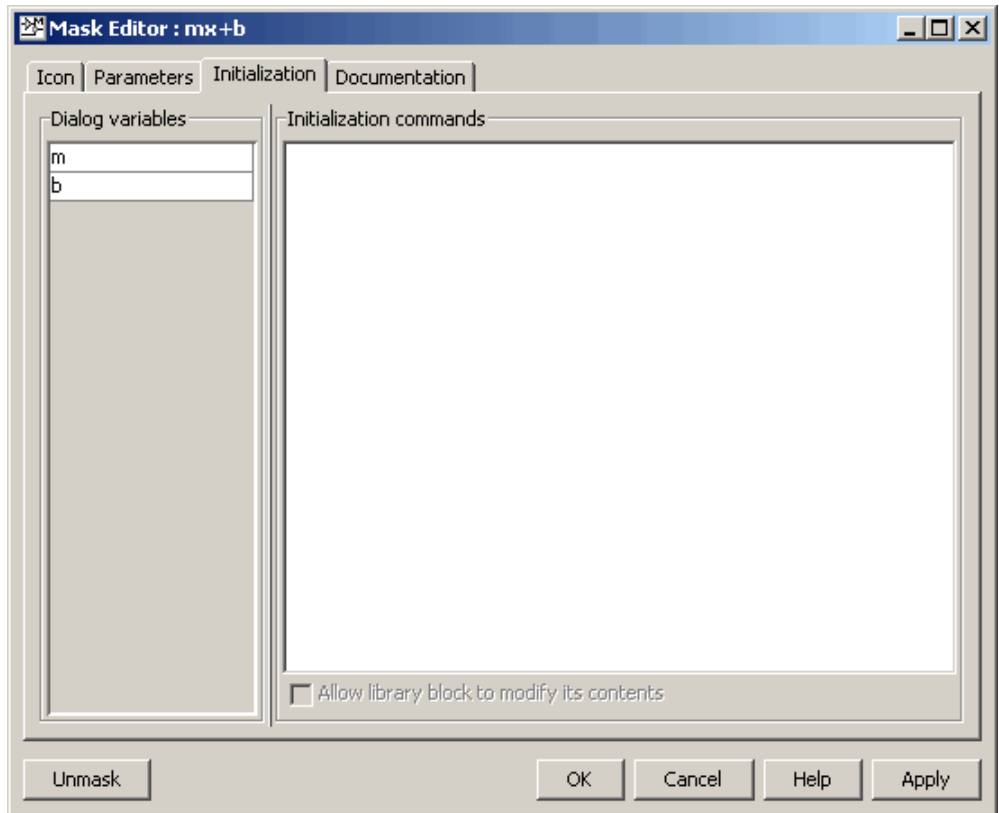 Mask Editor : mx+b
Icon Parameters Initialization Documentation
Dialog variables
m
b
Initialization commands
Allow library block to modify its contents
Unmask OK Cancel Help Apply